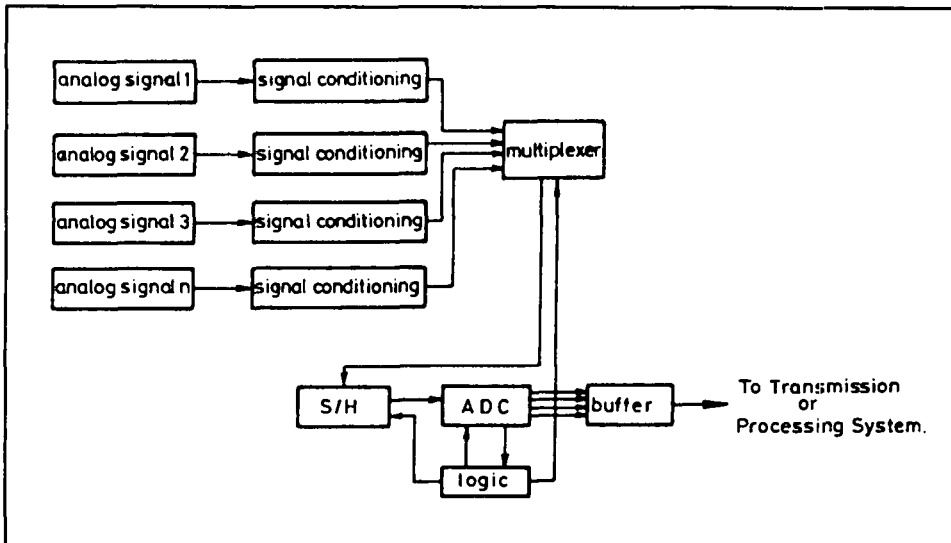 analog signal 1
signal conditioning
analog signal 2
signal conditioning
multiplexer
analog signal 3
signal conditioning
analog signal n
signal conditioning
S/H
ADC
buffer
To Transmission
or
Processing System.
logic